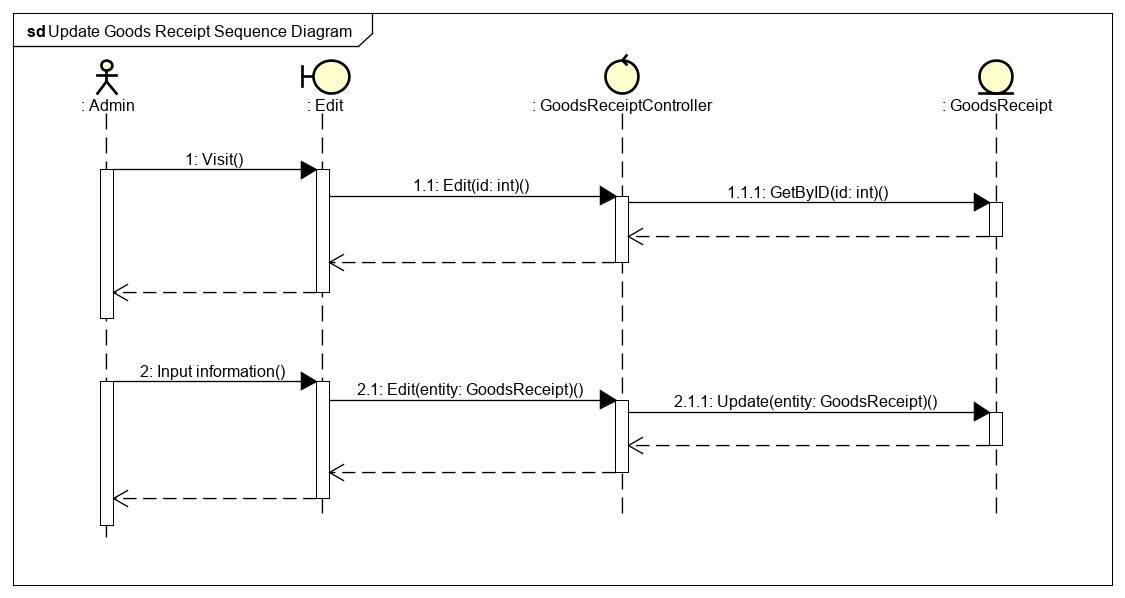 sd Update Goods Receipt Sequence Diagram
: Admin
: Edit
: GoodsReceiptController
: GoodsReceipt
1: Visit()
1.1: Edit(id: int)()
1.1.1: GetByID(id: int)()
2: Input information()
2.1: Edit(entity: GoodsReceipt)()
2.1.1: Update(entity: GoodsReceipt)()